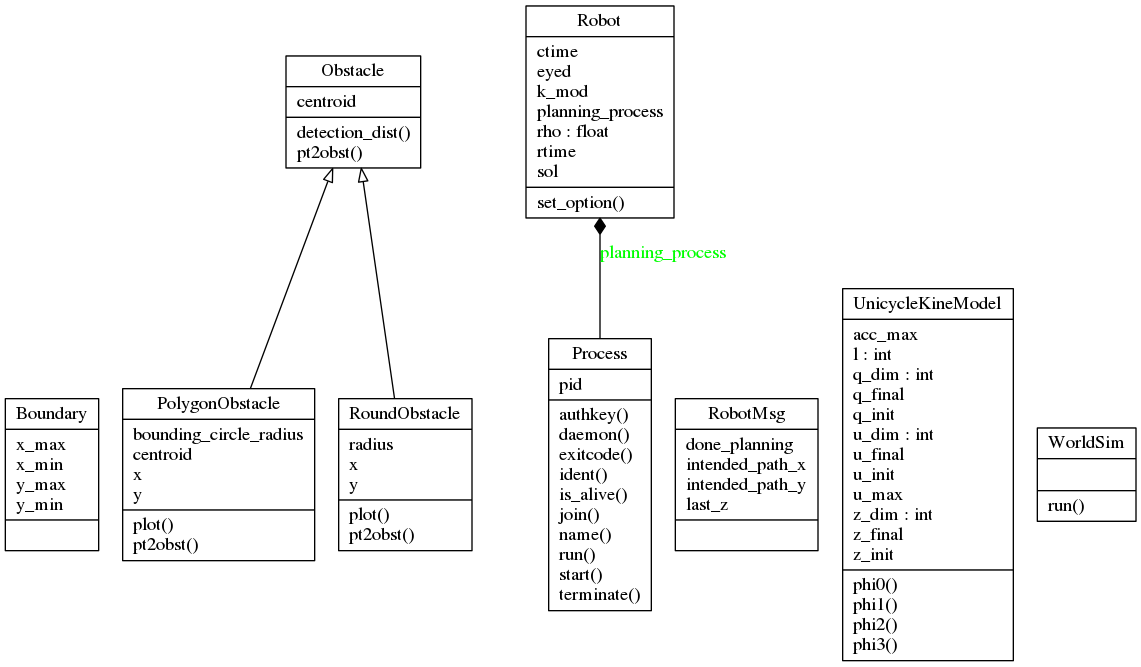 Robot
ctime
eyed
k_mod
planning_process
rho : float
rtime
sol
set_option()
Obstacle
centroid
detection_dist()
pt2obst()
planning_process
Boundary
x_max
x_min
y_max
y_min
PolygonObstacle
bounding_circle_radius
centroid
x
y
plot()
pt2obst()
RoundObstacle
radius
x
y
plot()
pt2obst()
Process
pid
authkey()
daemon()
exitcode()
ident()
is_alive()
join()
name()
run()
start()
terminate()
RobotMsg
done_planning
intended_path_x
intended_path_y
last_z
UnicycleKineModel
acc_max
l : int
q_dim : int
q_final
q_init
u_dim : int
u_final
u_init
u_max
z_dim : int
z_final
z_init
phi0()
phi1()
phi2()
phi3()
WorldSim
run()